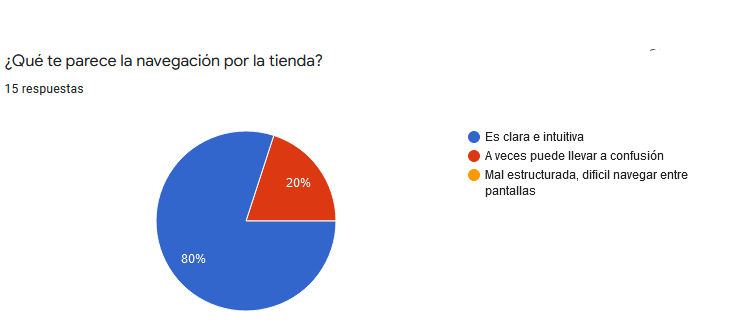 ¿Qué te parece la navegación por la tienda?
15 respuestas
Es clara e intuitiva
A veces puede llevar a confusión
Mal estructurada, dificil navegar entre
pantallas
20%
80%